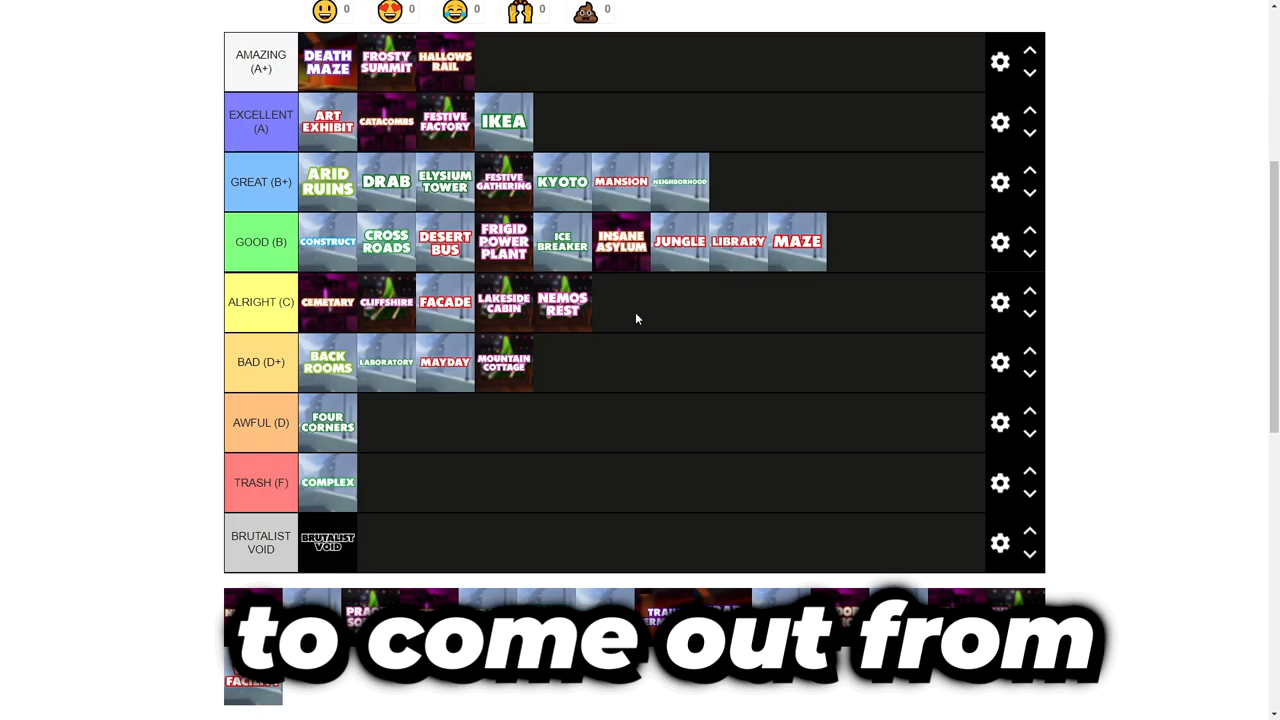 0 0 0 0 0
AMAZING
(A+)
DEATH
MAZE
FROSTY
SUMMIT
HALLOWS
RAIL
EXCELLENT
(A)
ART
EXHIBIT
CATACOMBS
FESTIVE
FACTORY
IKEA
GREAT (B+)
ARID
RUINS
DRAB
ELYSIUM
TOWER
FESTIVE
GATHERING
KYOTO
MANSION
NEIGHBORHOOD
GOOD (B)
CONSTRUCT
CROSS
ROADS
DESERT
BUS
FRIGID
POWER
PLANT
ICE
BREAKER
INSANE
ASYLUM
JUNGLE
LIBRARY
MAZE
ALRIGHT (C)
CEMETARY
CLIFFSHIRE
FACADE
LAKESIDE
CABIN
NEMOS
REST
BAD (D+)
BACK
ROOMS
LABORATORY
MAYDAY
MOUNTAIN
COTTAGE
AWFUL (D)
FOUR
CORNERS
TRASH (F)
COMPLEX
BRUTALIST
VOID
BRUTALIST
VOID
to come out from